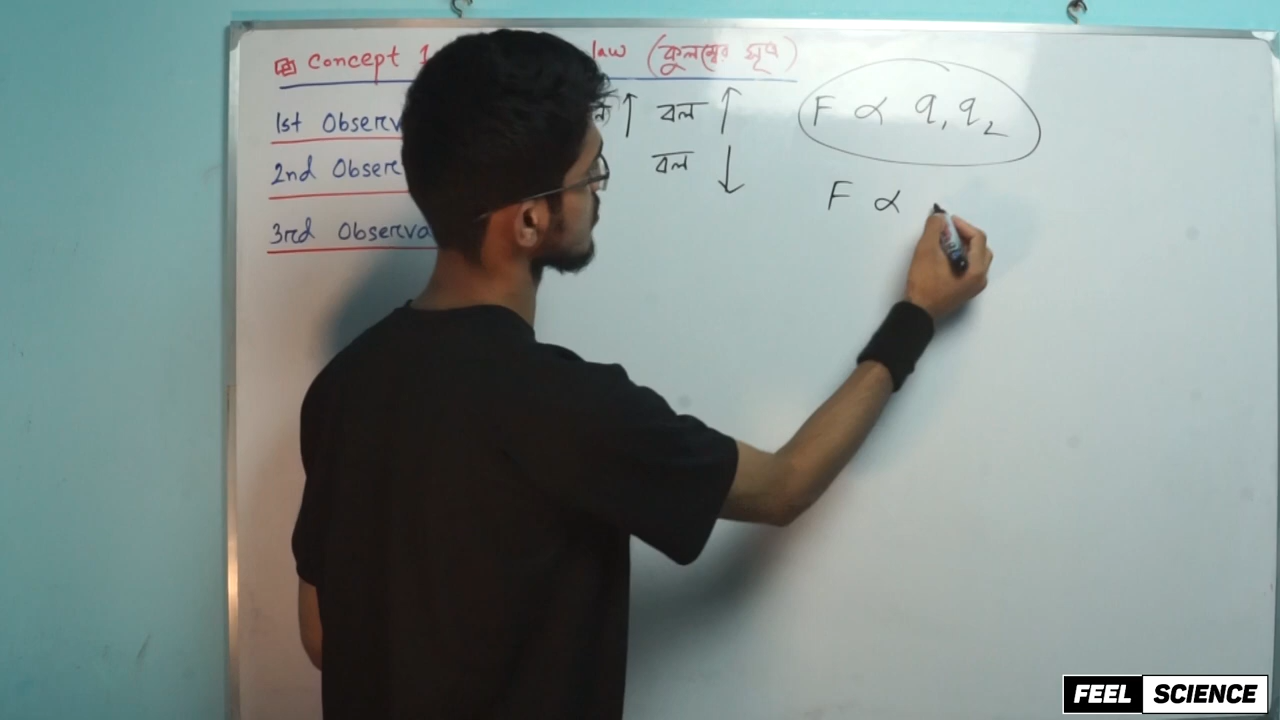 Concept 1 law (কুলম্বের সূত্র)
1st Observ ↑ বল ↑ F ∝ q₁q₂
2nd Obser বল ↓ F ∝
3rd Observa
FEEL SCIENCE